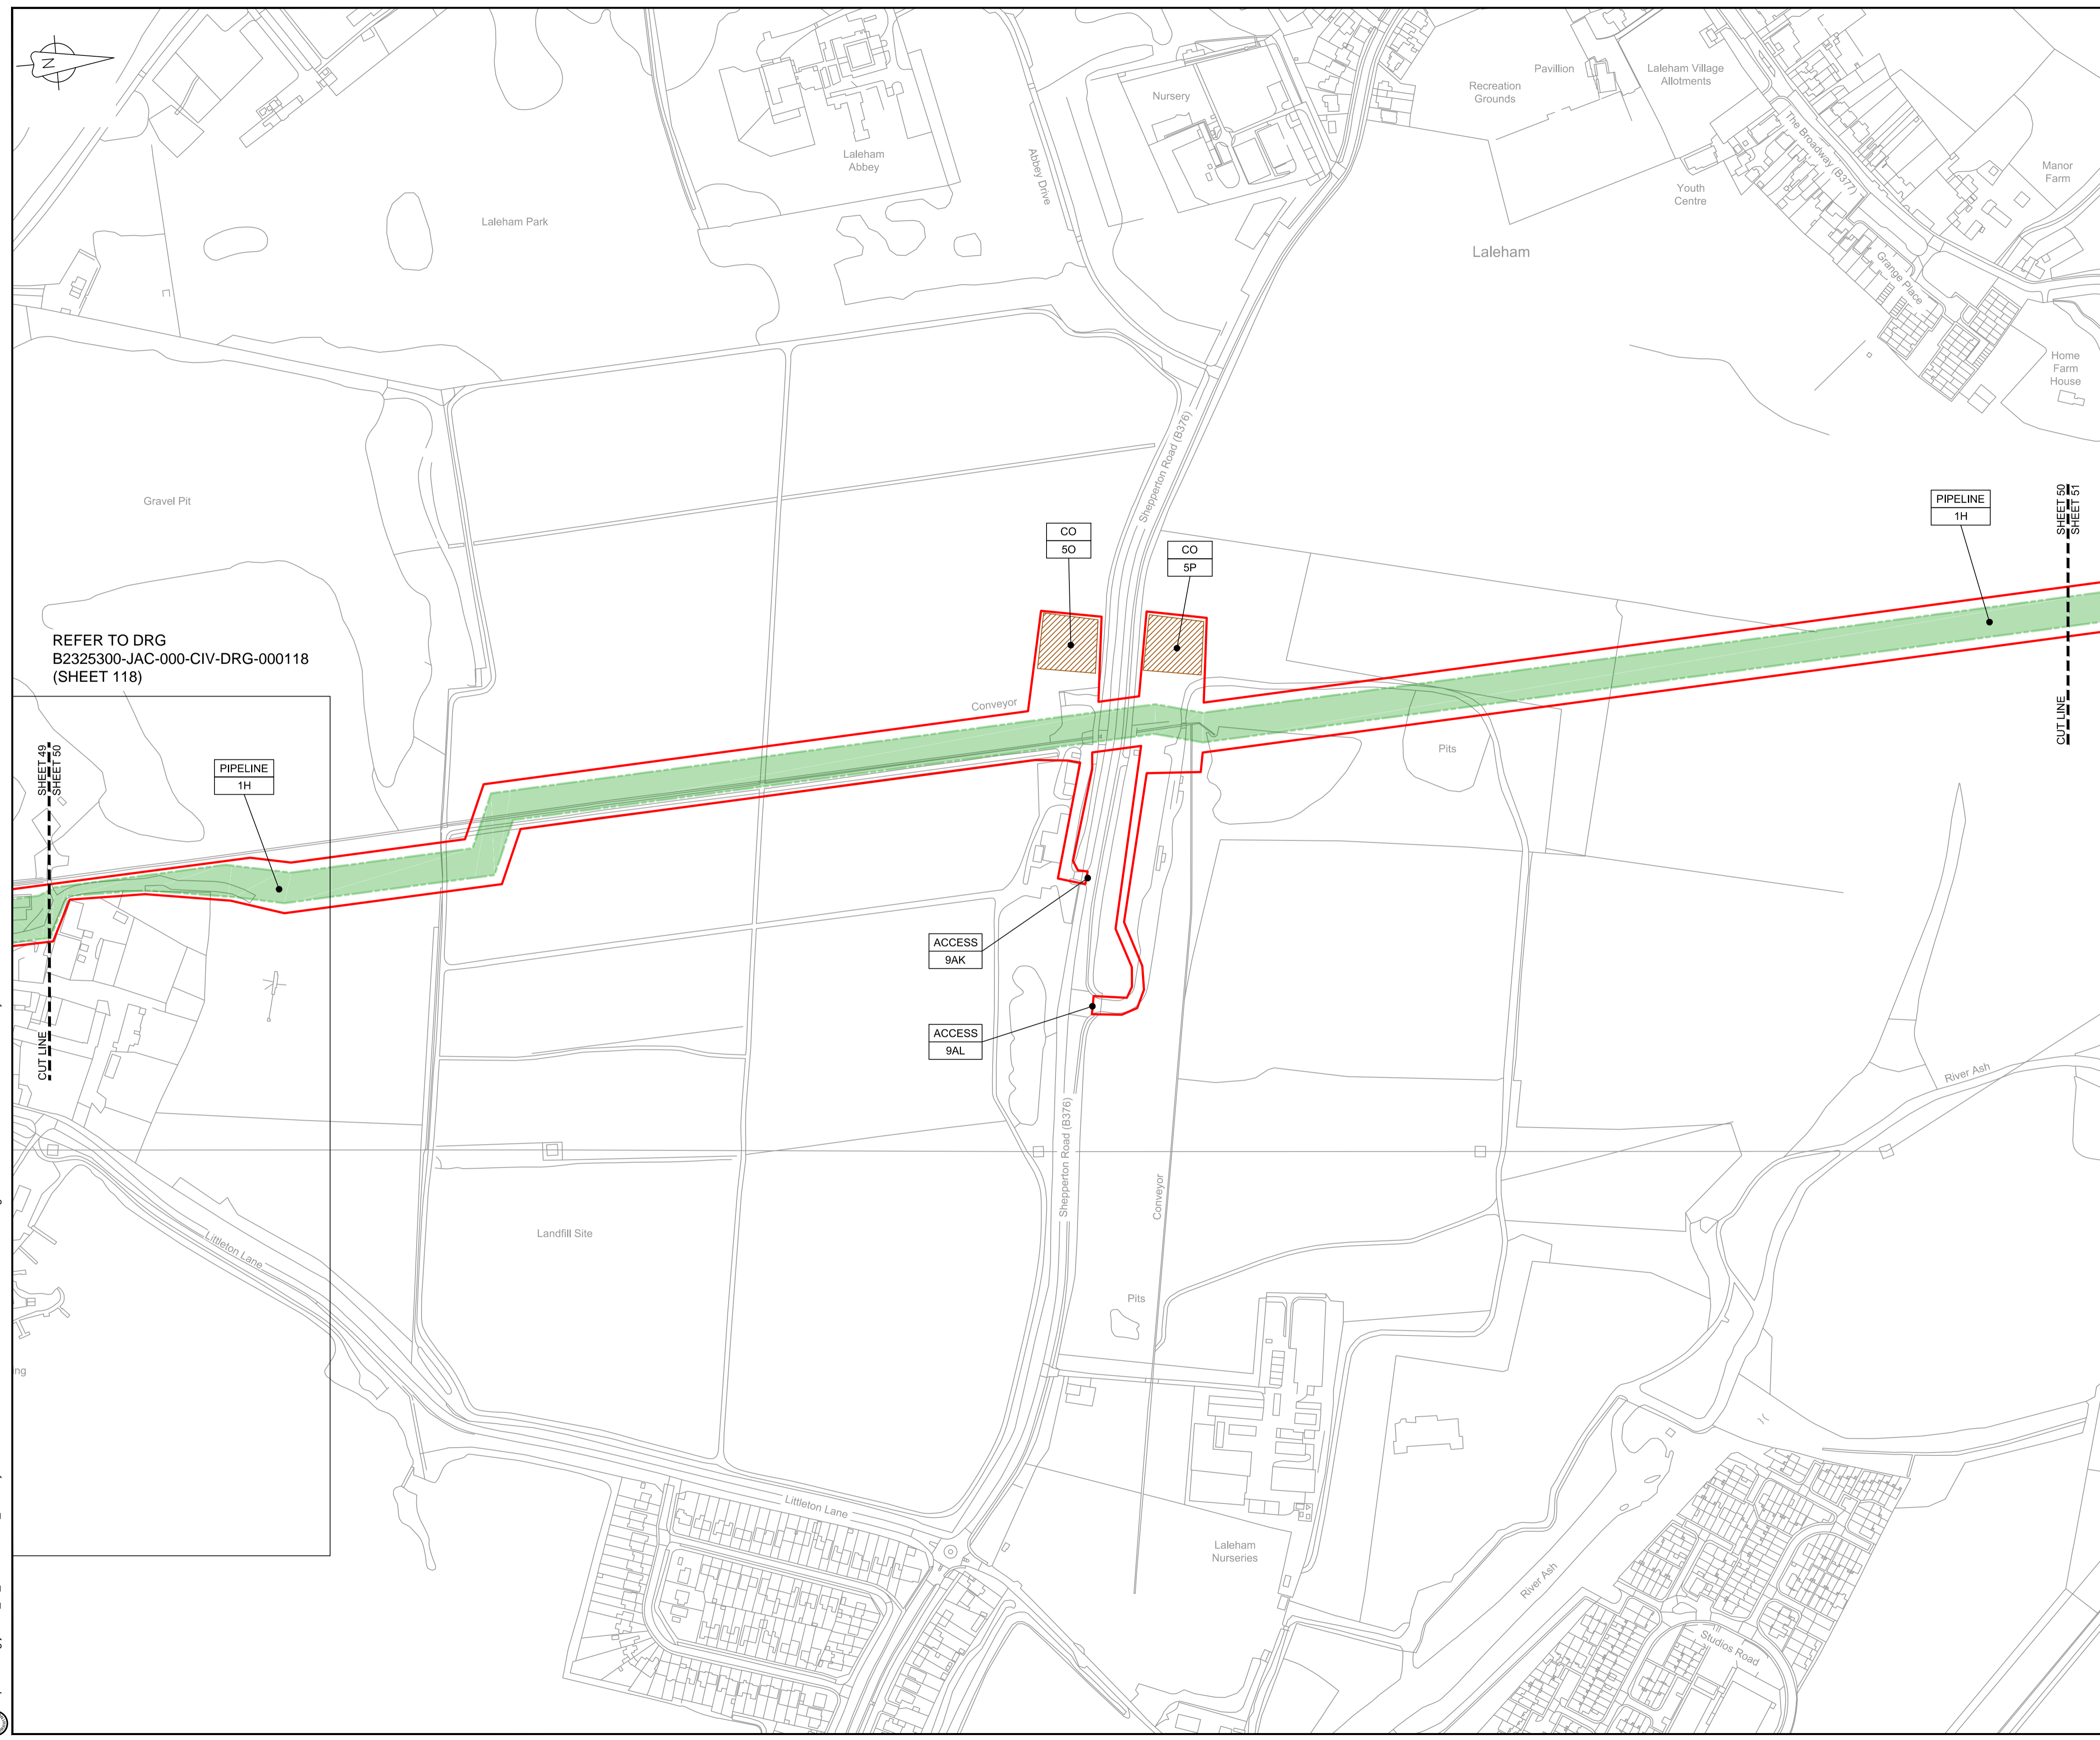 N
Laleham
Abbey
Laleham Park
Abbey Drive
Nursery
Recreation
Grounds
Pavillion
Laleham Village
Allotments
Youth
Centre
The Broadway (B377)
Grange Place
Manor
Farm
Home
Farm
House
Laleham
Gravel Pit
Shepperton Road (B376)
CO
5O
CO
5P
PIPELINE
1H
SHEET 50
SHEET 51
CUT LINE
REFER TO DRG
B2325300-JAC-000-CIV-DRG-000118
(SHEET 118)
Conveyor
SHEET 49
SHEET 50
CUT LINE
PIPELINE
1H
Pits
ACCESS
9AK
ACCESS
9AL
River Ash
Shepperton Road (B376)
Conveyor
Littleton Lane
Landfill Site
Pits
ng
Littleton Lane
Laleham
Nurseries
River Ash
Studios Road